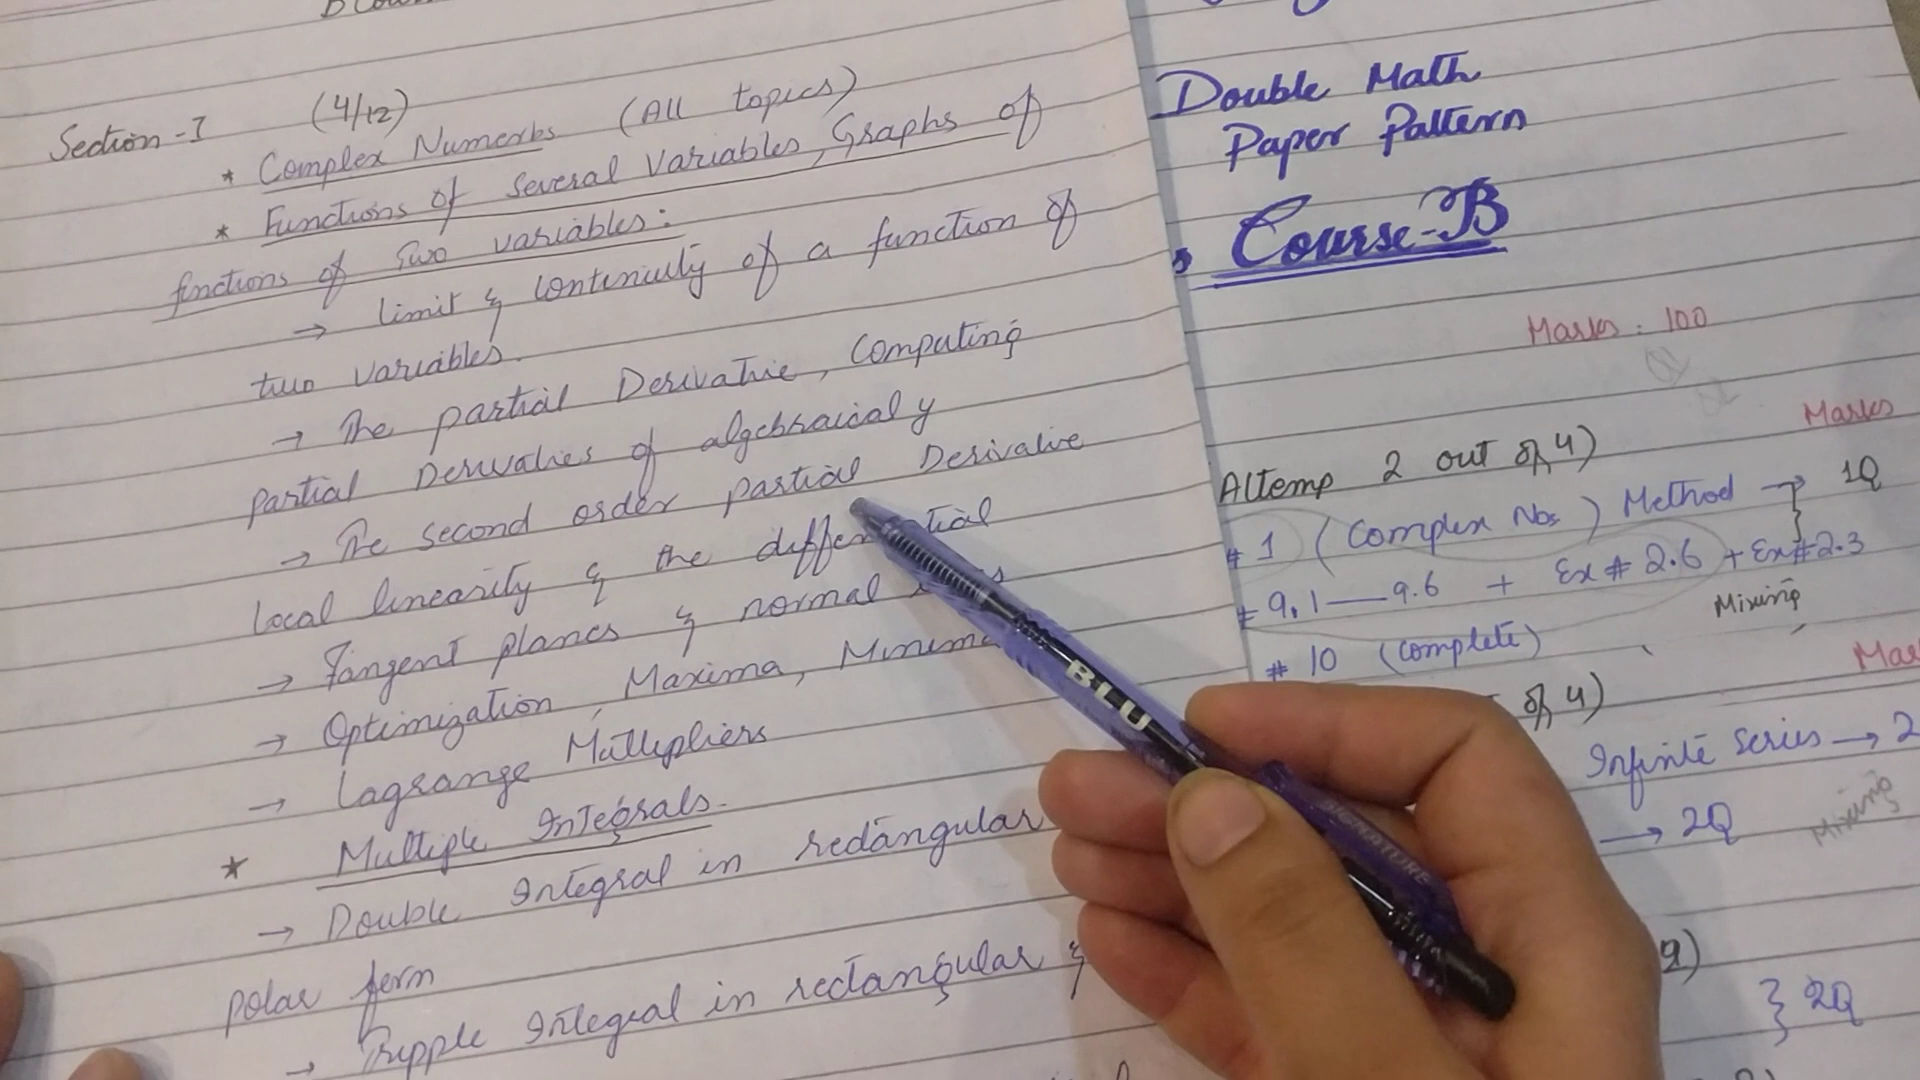 Section - I (4/12)
* Complex Numerbs (All topics)
* Functions of several variables, Graphs of
finctions of two variables:
→ limit & Continuity of a function of
two variables.
→ The partial Derivative, Computing
partial Derivatives of algebraically
→ The second order partial Derivative
local linearity & the differential
→ Tangent planes & normal
→ Optimization, Maxima, Minima
→ Lagrange Multipliers
* Multiple Integrals.
→ Double Integral in rectangular
polar form
→ Tripple Integral in rectangular &
Double Math
Paper Pattern
Course-B
Marks : 100
Marks
Attemp 2 out of 4)
# 1 (Complex Nos) Method → 1Q
# 9.1 — 9.6 + Ex # 2.6 + Ex # 2.3
Mixing
# 10 (Complete)
of 4)
Infinite Series → 2
→ 2Q
Mixing
} 2Q
BLU
SIGNATURE